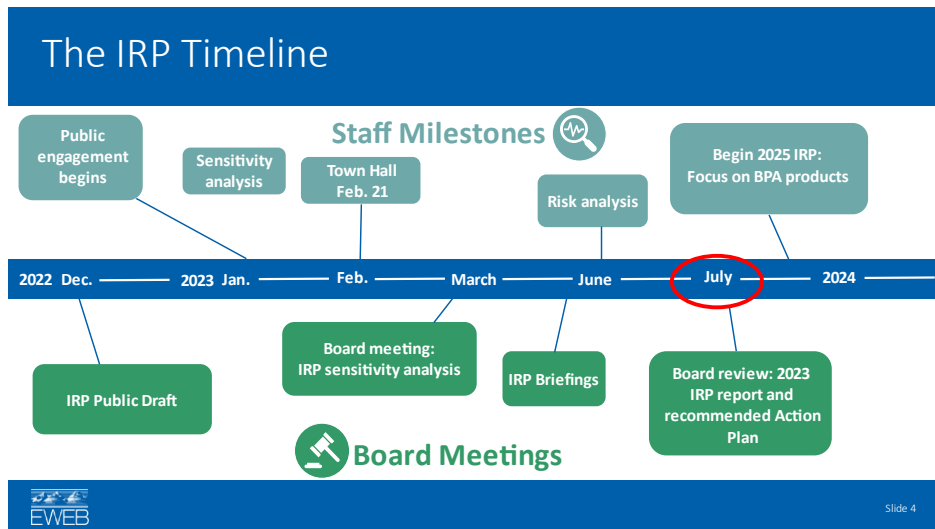 The IRP Timeline
Staff Milestones
Public
engagement
begins
Sensitivity
analysis
Town Hall
Feb. 21
Risk analysis
Begin 2025 IRP:
Focus on BPA products
2022 Dec.
2023 Jan.
Feb.
March
June
July
2024
IRP Public Draft
Board meeting:
IRP sensitivity analysis
IRP Briefings
Board review: 2023
IRP report and
recommended Action
Plan
Board Meetings
EWEB
Slide 4